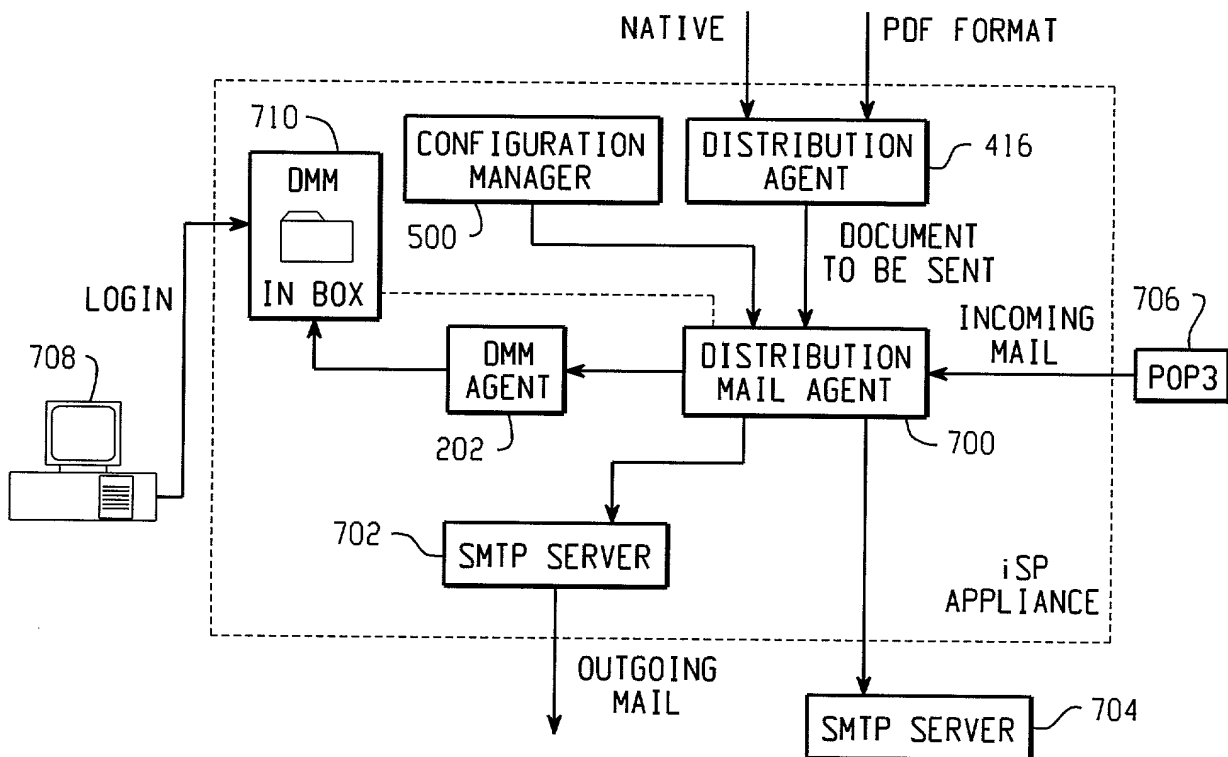 NATIVE
PDF FORMAT
710
CONFIGURATION
MANAGER
DISTRIBUTION
AGENT
416
DMM
500
DOCUMENT
TO BE SENT
IN BOX
LOGIN
706
INCOMING
MAIL
708
DMM
AGENT
DISTRIBUTION
MAIL AGENT
POP3
202
700
702
SMTP SERVER
iSP
APPLIANCE
OUTGOING
MAIL
SMTP SERVER
704